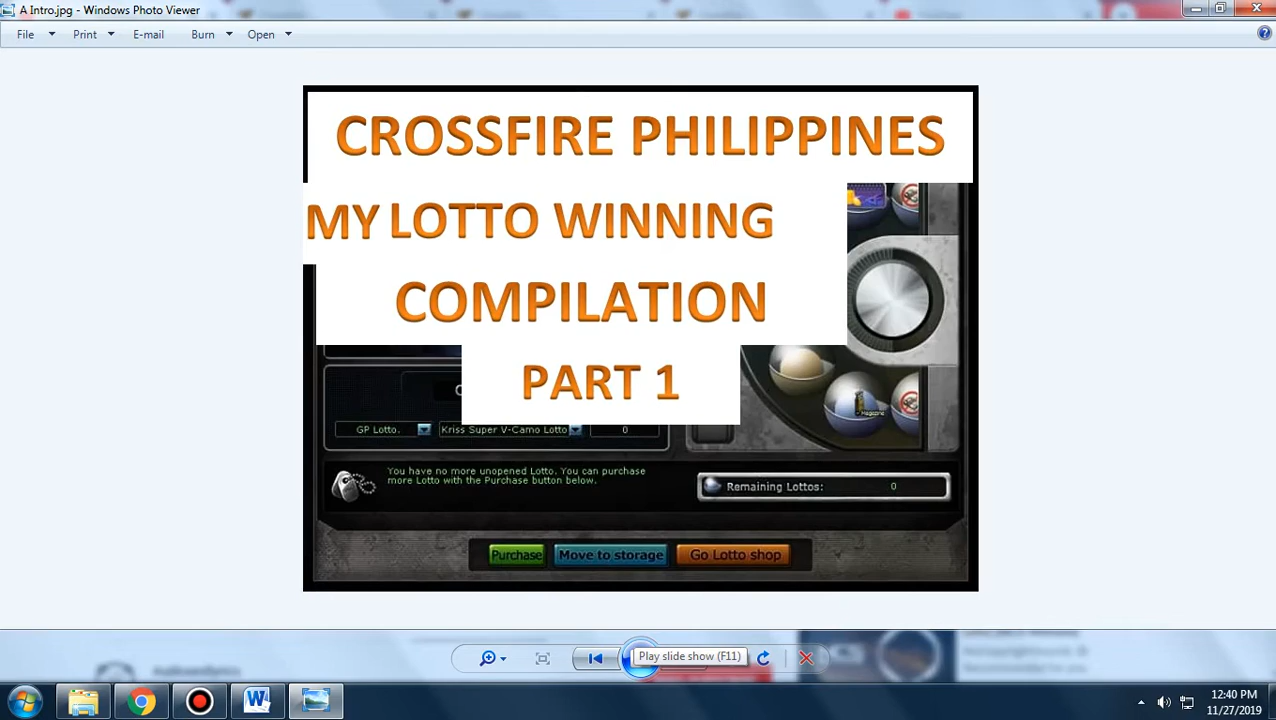 A Intro.jpg - Windows Photo Viewer
File Print E-mail Burn Open
CROSSFIRE PHILIPPINES
MY LOTTO WINNING
COMPILATION
PART 1
Magazine
GP Lotto. Kriss Super V-Camo Lotto 0
You have no more unopened Lotto. You can purchase
more Lotto with the Purchase button below.
Remaining Lottos: 0
Purchase Move to storage Go Lotto shop
Play slide show (F11)
12:40 PM
11/27/2019